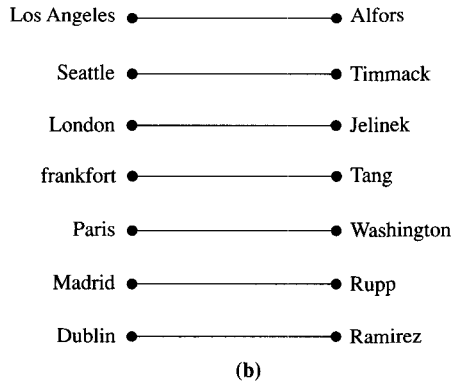 Los Angeles Alfors
Seattle Timmack
London Jelinek
frankfort Tang
Paris Washington
Madrid Rupp
Dublin Ramirez
(b)